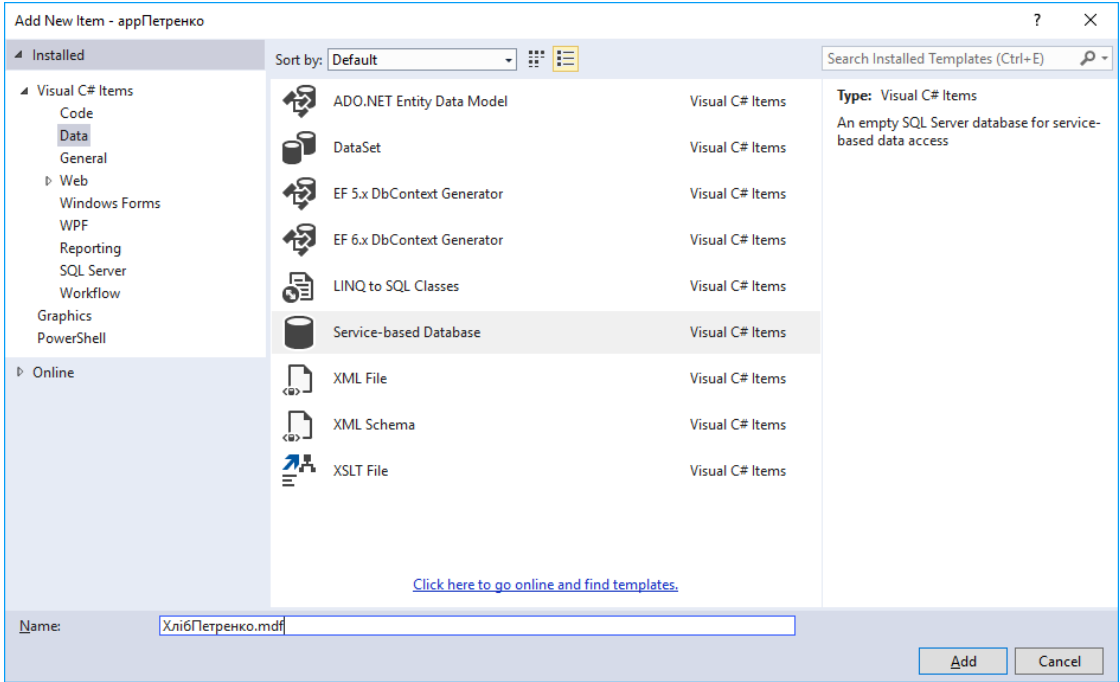 Add New Item - аррПетренко
?
Installed
Sort by: Default
Search Installed Templates (Ctrl+E)
Visual C# Items
Code
Data
General
Web
Windows Forms
WPF
Reporting
SQL Server
Workflow
Graphics
PowerShell
Online
ADO.NET Entity Data Model Visual C# Items
DataSet Visual C# Items
EF 5.x DbContext Generator Visual C# Items
EF 6.x DbContext Generator Visual C# Items
LINQ to SQL Classes Visual C# Items
Service-based Database Visual C# Items
XML File Visual C# Items
XML Schema Visual C# Items
XSLT File Visual C# Items
Click here to go online and find templates.
Type: Visual C# Items
An empty SQL Server database for service-
based data access
Name: ХлібПетренко.mdf
Add Cancel